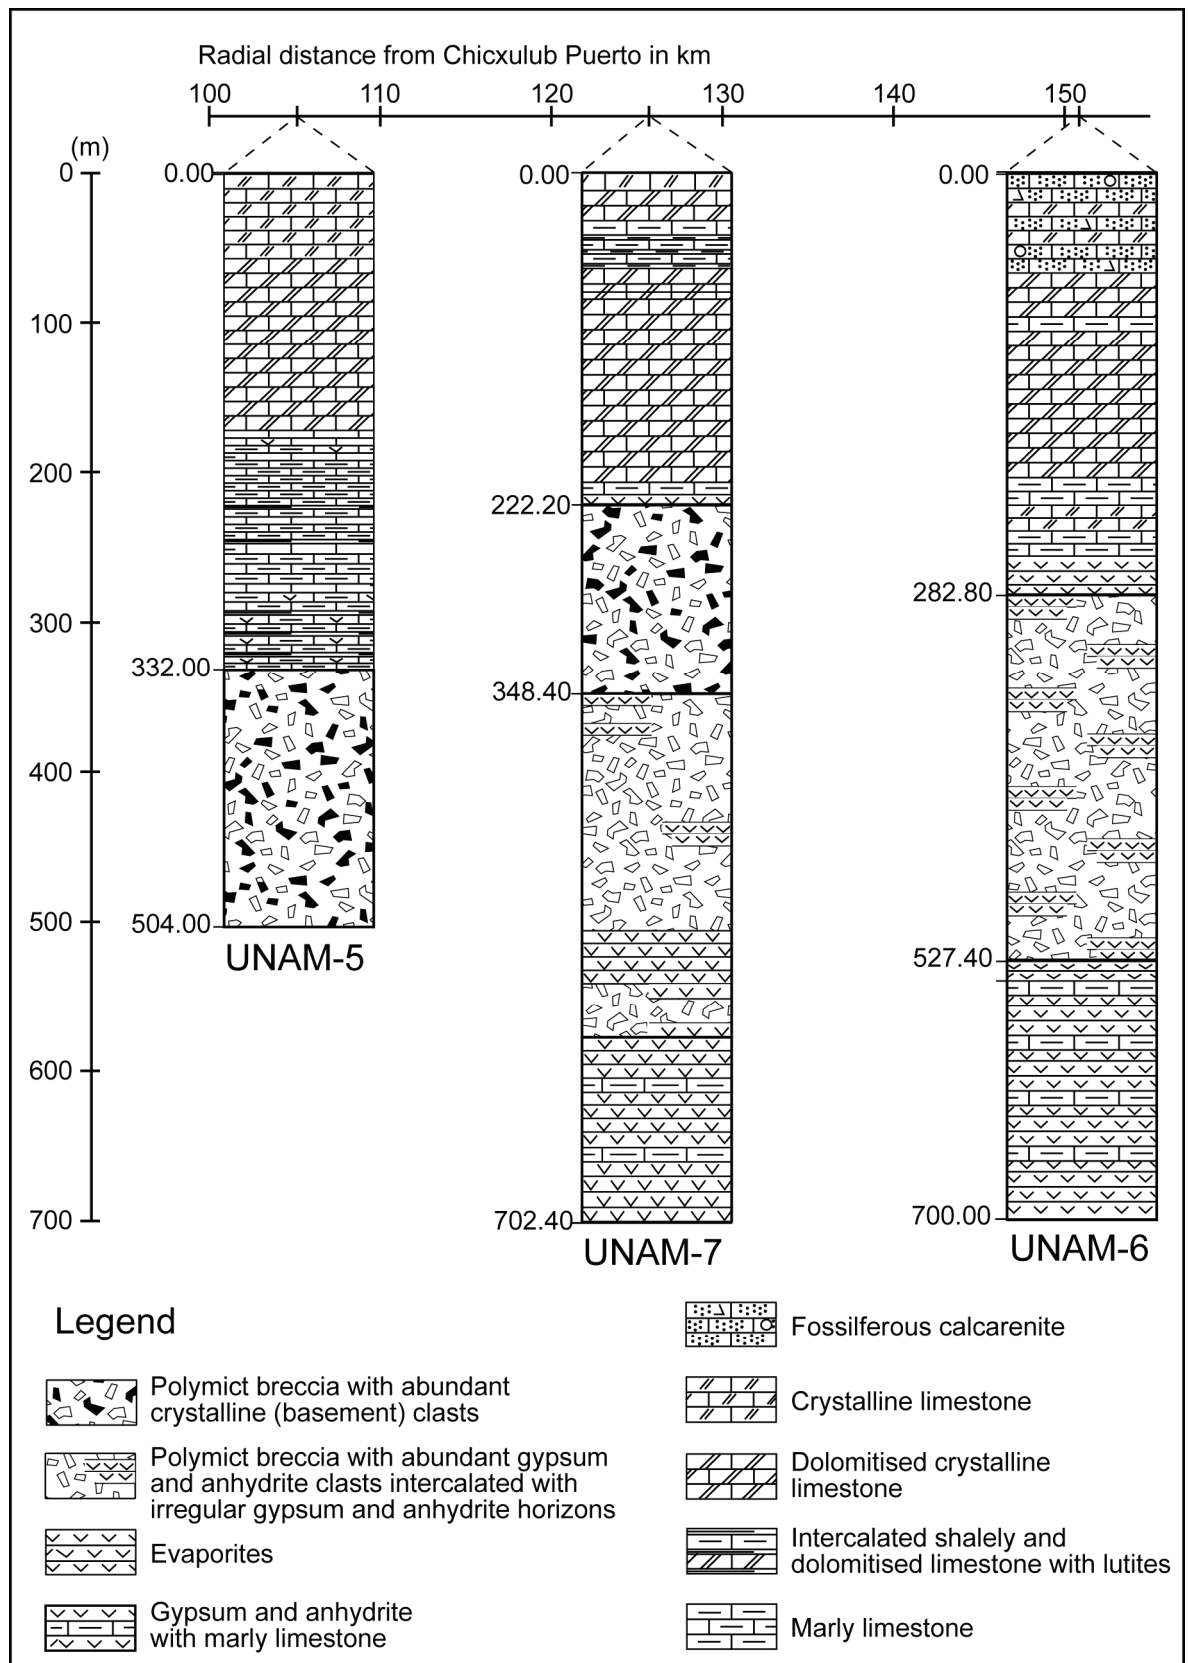 Radial distance from Chicxulub Puerto in km
100 110 120 130 140 150
(m)
0
100
200
300
400
500
600
700
0.00
332.00
504.00
UNAM-5
0.00
222.20
348.40
702.40
UNAM-7
0.00
282.80
527.40
700.00
UNAM-6
Legend
Polymict breccia with abundant
crystalline (basement) clasts
Polymict breccia with abundant gypsum
and anhydrite clasts intercalated with
irregular gypsum and anhydrite horizons
Evaporites
Gypsum and anhydrite
with marly limestone
Fossilferous calcarenite
Crystalline limestone
Dolomitised crystalline
limestone
Intercalated shalely and
dolomitised limestone with lutites
Marly limestone